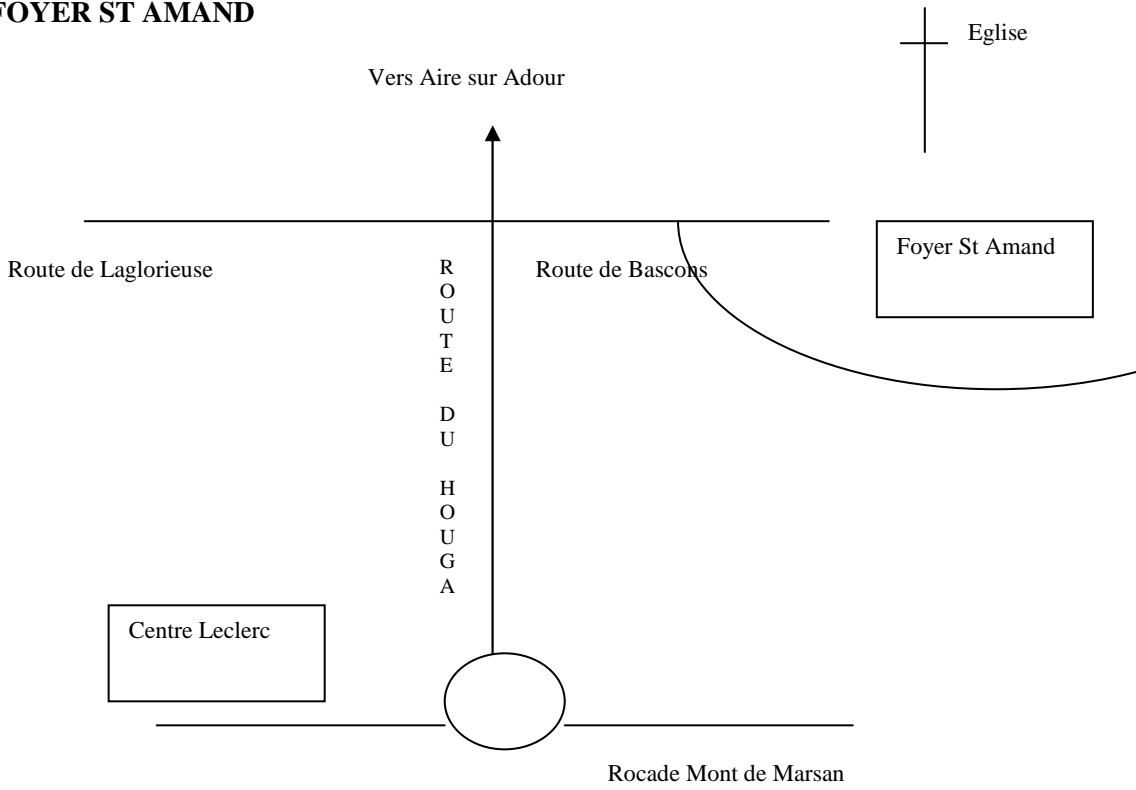 FOYER ST AMAND
Eglise
Vers Aire sur Adour
Foyer St Amand
Route de Laglorieuse
Route de Bascons
R
O
U
T
E
D
U
H
O
U
G
A
Centre Leclerc
Rocade Mont de Marsan